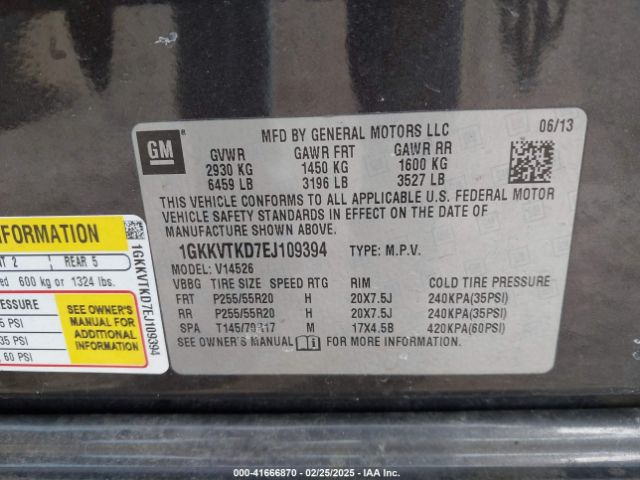 GM
MFD BY GENERAL MOTORS LLC
06/13
GVWR GAWR FRT GAWR RR
2930 KG 1450 KG 1600 KG
6459 LB 3196 LB 3527 LB
THIS VEHICLE CONFORMS TO ALL APPLICABLE U.S. FEDERAL MOTOR
VEHICLE SAFETY STANDARDS IN EFFECT ON THE DATE OF
MANUFACTURE SHOWN ABOVE.
1GKKVTKD7EJ109394 TYPE: M.P.V.
MODEL: V14526
VBBG TIRE SIZE SPEED RTG RIM COLD TIRE PRESSURE
FRT P255/55R20 H 20X7.5J 240KPA(35PSI)
RR P255/55R20 H 20X7.5J 240KPA(35PSI)
SPA M 17X4.5B 420KPA(60PSI)
SEE OWNER'S MANUAL FOR MORE INFORMATION.
NFORMATION
NT 2 REAR 5
600 kg or 1324 lbs.
RESSURE
5 PSI
35 PSI
60 PSI
SEE OWNER'S
MANUAL FOR
ADDITIONAL
INFORMATION
1GKKVTKD7EJ109394
000-41666870 - 02/25/2025 - IAA Inc.